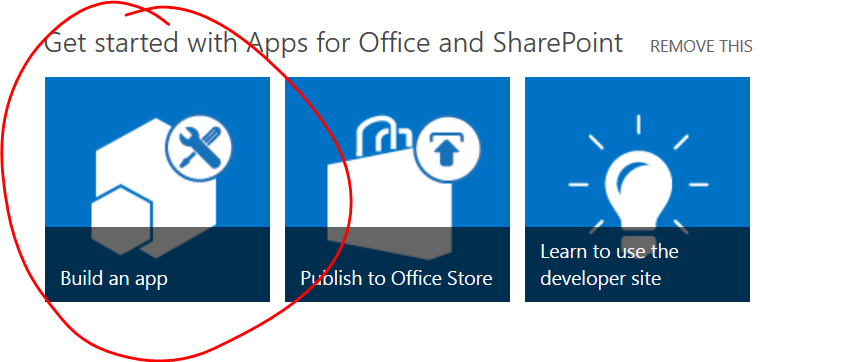 Get started with Apps for Office and SharePoint REMOVE THIS
Build an app
Publish to Office Store
Learn to use the
developer site